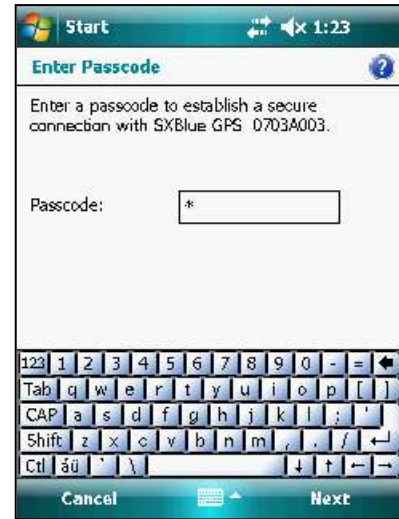 Start 1:23
Enter Passcode ?
Enter a passcode to establish a secure
connection with SXBlue GPS 0703A003.
Passcode: *
123 1 2 3 4 5 6 7 8 9 0 - =
Tab q w e r t y u i o p [ ]
CAP a s d f g h j k l ; '
Shift z x c v b n m , . /
Ctl áü ` \
Cancel Next